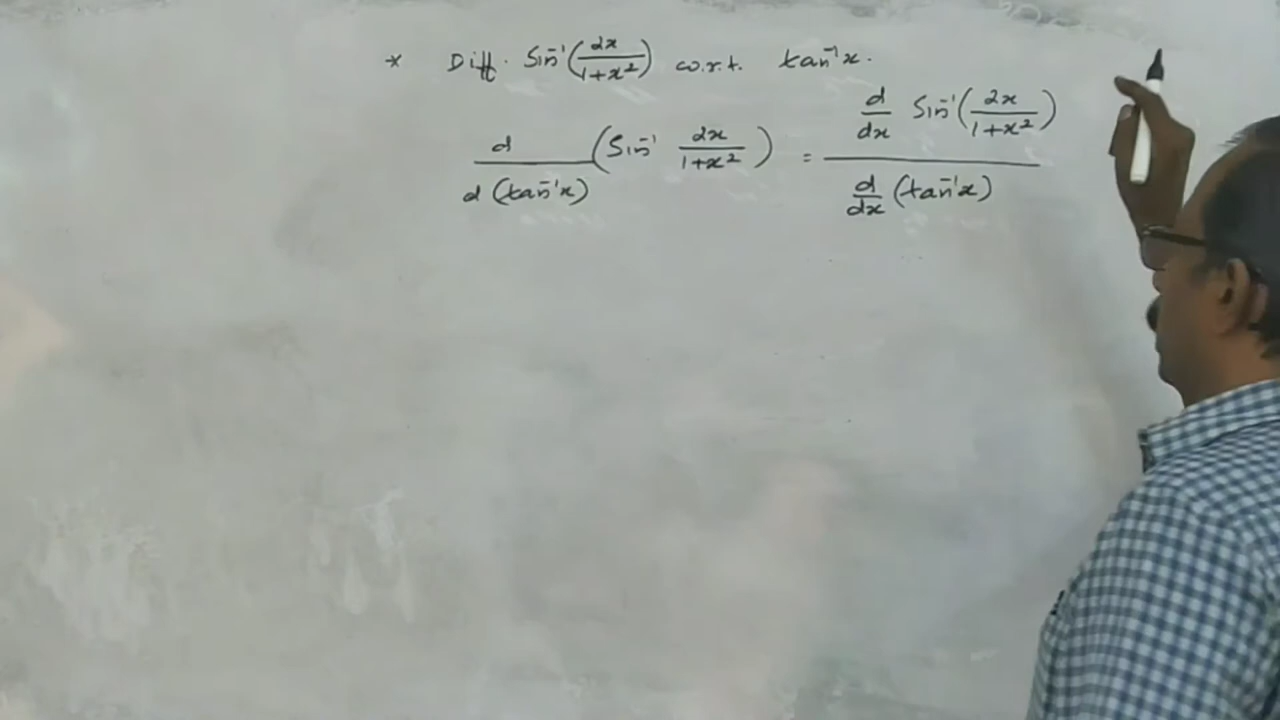 * Diff. Sin⁻¹(2x/1+x²) w.r.t. tan⁻¹x.
d/d(tan⁻¹x) (Sin⁻¹ 2x/1+x²) = d/dx Sin⁻¹(2x/1+x²) / d/dx (tan⁻¹x)